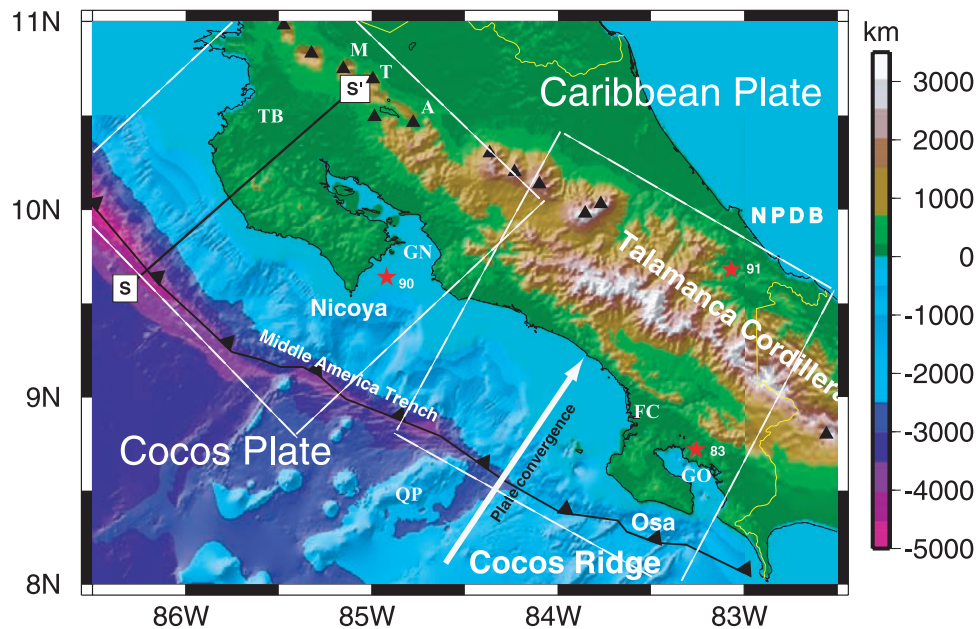 11N
10N
9N
8N
86W
85W
84W
83W
km
3000
2000
1000
0
-1000
-2000
-3000
-4000
-5000
M
T
S'
A
TB
Caribbean Plate
NPDB
GN
91
90
Talamanca Cordillera
S
Nicoya
Middle America Trench
Cocos Plate
Plate convergence
FC
83
GO
QP
Osa
Cocos Ridge